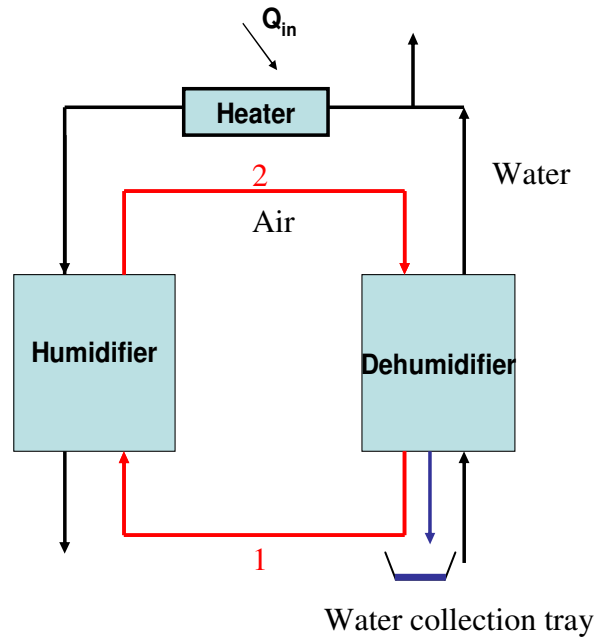 Qin
Heater
2
Water
Air
Humidifier
Dehumidifier
1
Water collection tray